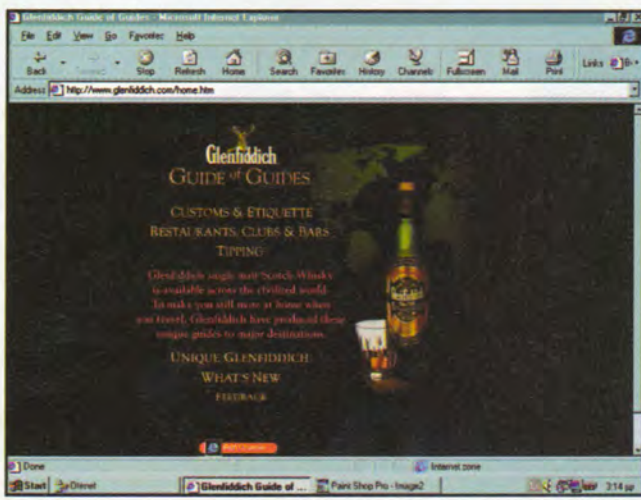 Glenfiddich Guide of Guides - Microsoft Internet Explorer
File Edit View Go Favorites Help
Back Forward Stop Refresh Home Search Favorites History Channels Fullscreen Mail Print Links
Address http://www.glenfiddich.com/home.htm
Glenfiddich
GUIDE of GUIDES
CUSTOMS & ETIQUETTE
RESTAURANTS, CLUBS & BARS
TIPPING
Glenfiddich single malt Scotch Whisky
is available across the civilized world.
To make you still more at home when
you travel, Glenfiddich have produced these
unique guides to major destinations.
UNIQUE GLENFIDDICH
WHAT'S NEW
FEEDBACK
Done Internet zone
Start Glenfiddich Guide of ... Paint Shop Pro - Image2 3:14 μμ